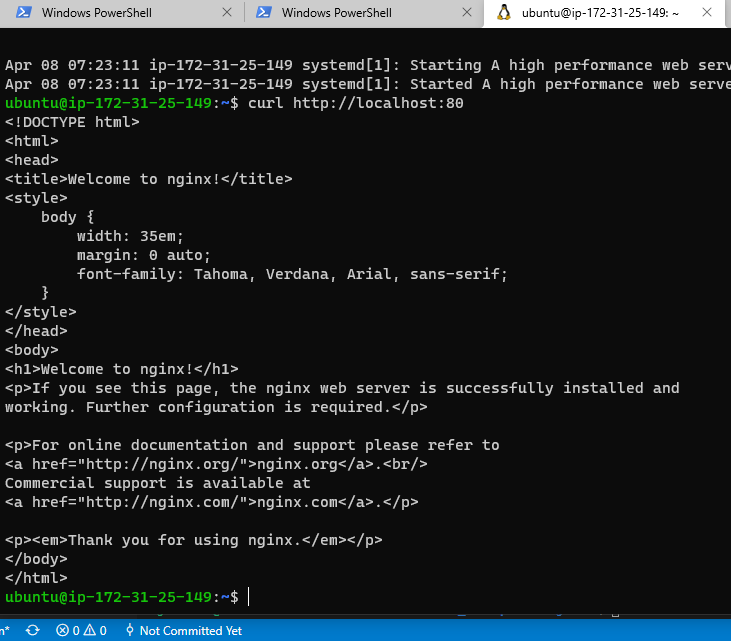 Windows PowerShell Windows PowerShell ubuntu@ip-172-31-25-149: ~
Apr 08 07:23:11 ip-172-31-25-149 systemd[1]: Starting A high performance web serv
Apr 08 07:23:11 ip-172-31-25-149 systemd[1]: Started A high performance web serve
ubuntu@ip-172-31-25-149:~$ curl http://localhost:80
<!DOCTYPE html>
<html>
<head>
<title>Welcome to nginx!</title>
<style>
    body {
        width: 35em;
        margin: 0 auto;
        font-family: Tahoma, Verdana, Arial, sans-serif;
    }
</style>
</head>
<body>
<h1>Welcome to nginx!</h1>
<p>If you see this page, the nginx web server is successfully installed and
working. Further configuration is required.</p>

<p>For online documentation and support please refer to
<a href="http://nginx.org/">nginx.org</a>.<br/>
Commercial support is available at
<a href="http://nginx.com/">nginx.com</a>.</p>

<p><em>Thank you for using nginx.</em></p>
</body>
</html>
ubuntu@ip-172-31-25-149:~$
n* 0 0 Not Committed Yet